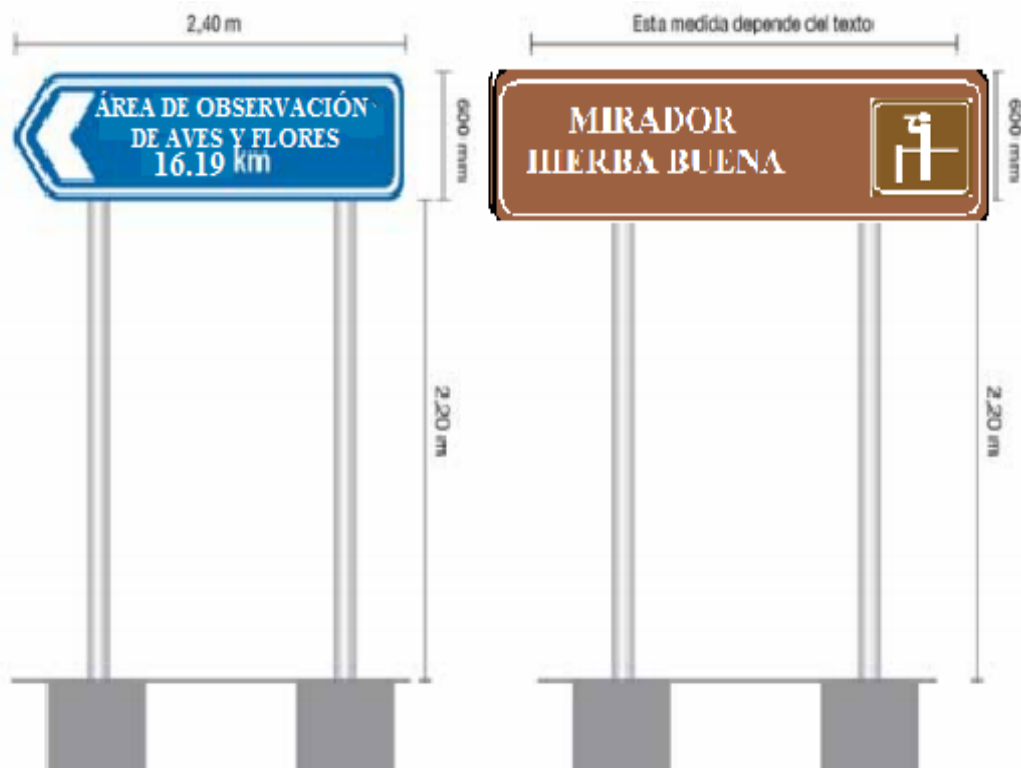 2,40 m
ÁREA DE OBSERVACIÓN
DE AVES Y FLORES
16.19 km
600 mm
2,20 m
Esta medida depende del texto
MIRADOR
HIERBA BUENA
600 mm
2,20 m